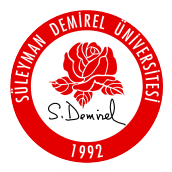 SÜLEYMAN DEMİREL ÜNİVERSİTESİ
S. Demirel
1992